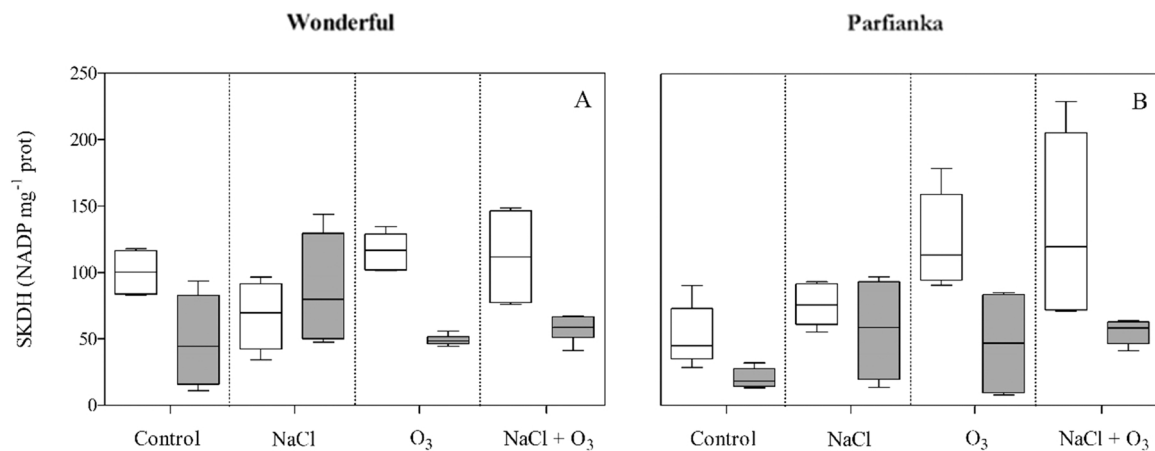 Wonderful
Parfianka
SKDH (NADP mg⁻¹ prot)
250
200
150
100
50
0
A
B
Control
NaCl
O₃
NaCl + O₃
Control
NaCl
O₃
NaCl + O₃